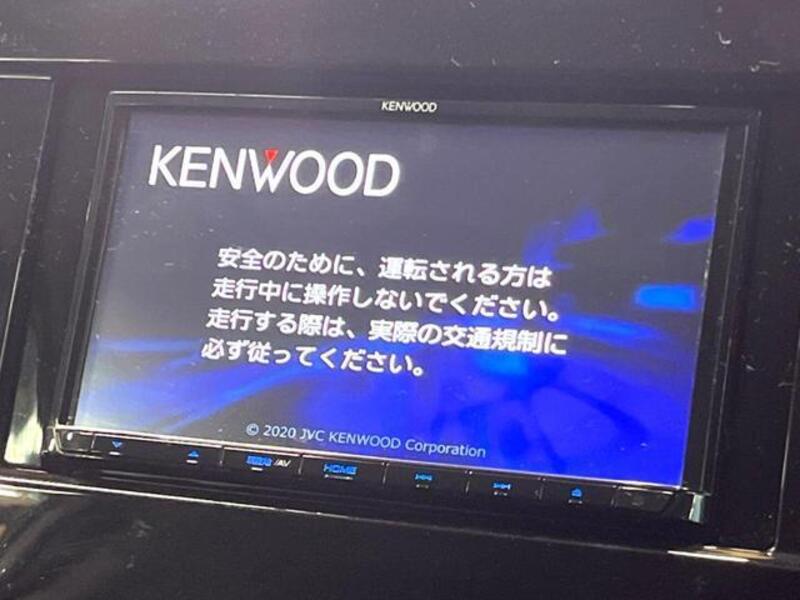 KENWOOD
KENWOOD
安全のために、運転される方は
走行中に操作しないでください。
走行する際は、実際の交通規制に
必ず従ってください。
© 2020 JVC KENWOOD Corporation
/AV
HOME